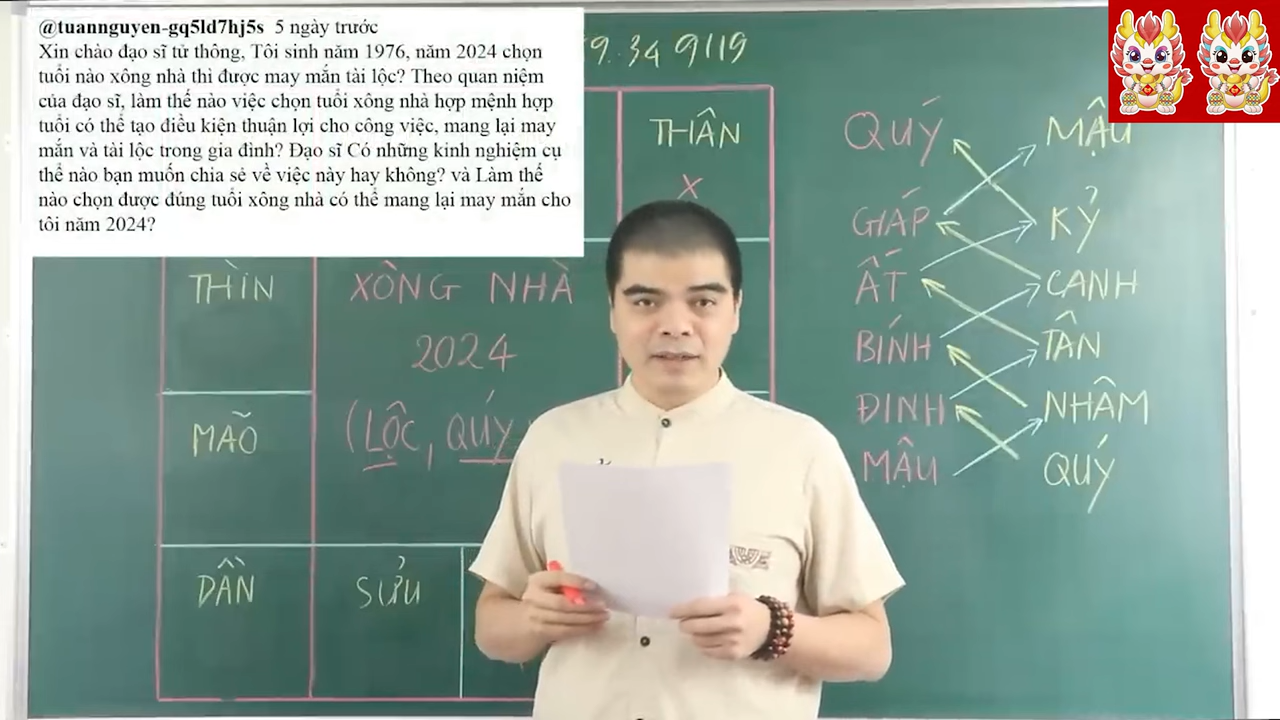 @tuannguyen-gq5ld7hj5s 5 ngày trước
Xin chào đạo sĩ tử thông, Tôi sinh năm 1976, năm 2024 chọn
tuổi nào xông nhà thì được may mắn tài lộc? Theo quan niệm
của đạo sĩ, làm thế nào việc chọn tuổi xông nhà hợp mệnh hợp
tuổi có thể tạo điều kiện thuận lợi cho công việc, mang lại may
mắn và tài lộc trong gia đình? Đạo sĩ Có những kinh nghiệm cụ
thể nào bạn muốn chia sẻ về việc này hay không? và Làm thế
nào chọn được đúng tuổi xông nhà có thể mang lại may mắn cho
tôi năm 2024?
9.34 9119
THÂN
X
THÌN
XÔNG NHÀ
2024
MÃO
(LỘC, QUÝ
DẦN
SỬU
QUÝ MẬU
GIÁP KỶ
ẤT CANH
BÍNH TÂN
ĐINH NHÂM
MẬU QUÝ